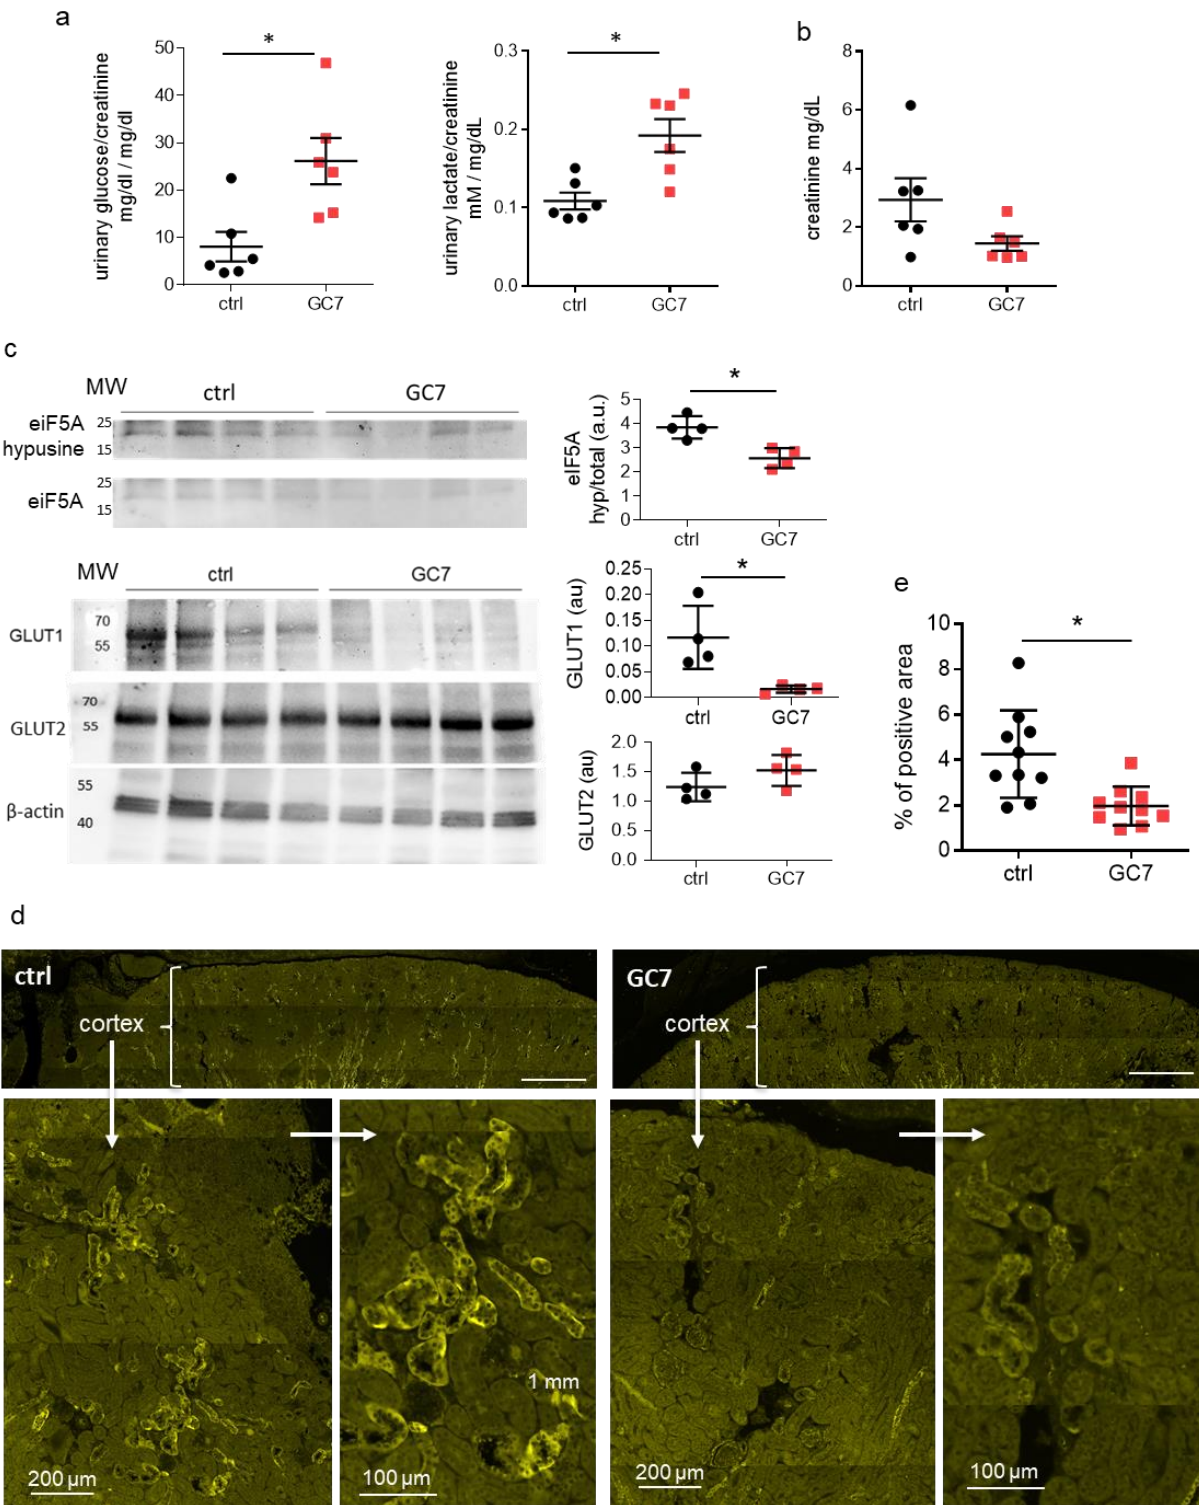 a
urinary glucose/creatinine
mg/dl / mg/dl
50
40
30
20
10
0
*
ctrl
GC7
urinary lactate/creatinine
mM / mg/dL
0.3
0.2
0.1
0.0
*
ctrl
GC7
b
creatinine mg/dL
8
6
4
2
0
ctrl
GC7
c
MW
ctrl
GC7
eiF5A
hypusine
25
15
eiF5A
25
15
eIF5A
hyp/total (a.u.)
5
4
3
2
1
0
*
ctrl
GC7
MW
ctrl
GC7
GLUT1
70
55
GLUT2
70
55
β-actin
55
40
GLUT1 (au)
0.25
0.20
0.15
0.10
0.05
0.00
*
ctrl
GC7
GLUT2 (au)
2.0
1.5
1.0
0.5
0.0
ctrl
GC7
e
% of positive area
10
8
6
4
2
0
*
ctrl
GC7
d
ctrl
cortex
GC7
cortex
200 µm
1 mm
100 µm
200 µm
100 µm